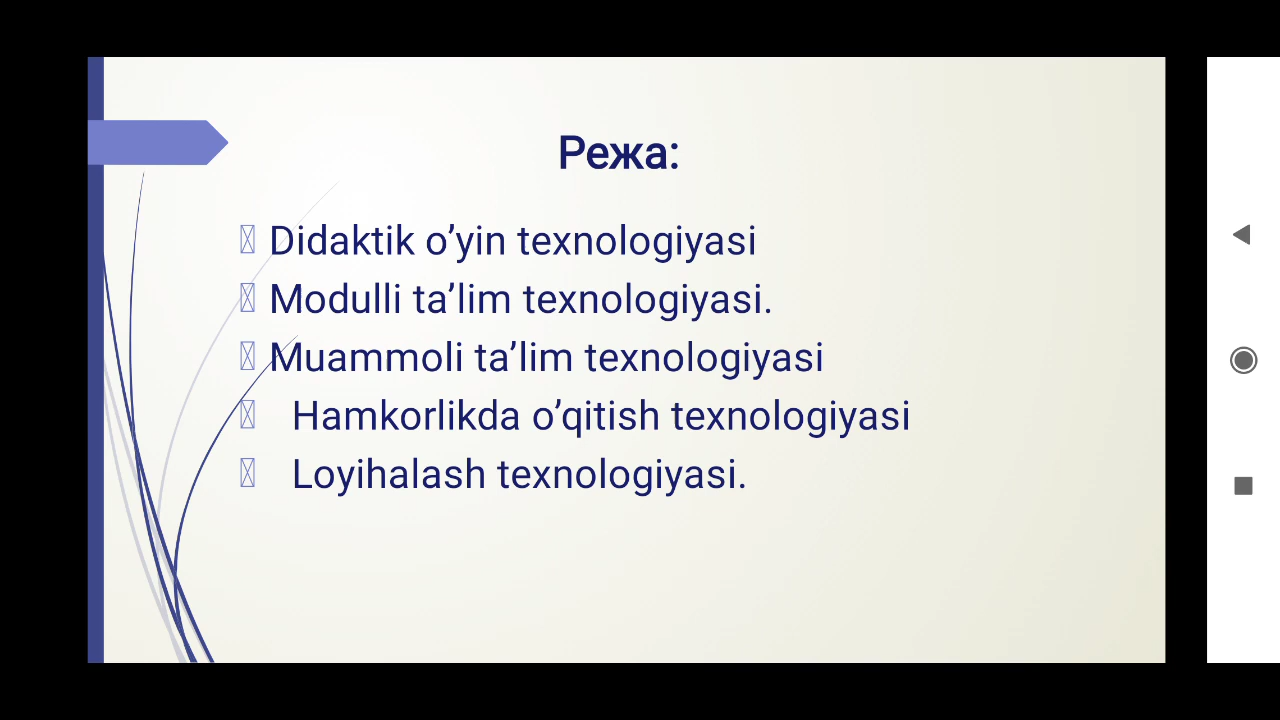 Режа:
Didaktik o’yin texnologiyasi
Modulli ta’lim texnologiyasi.
Muammoli ta’lim texnologiyasi
Hamkorlikda o’qitish texnologiyasi
Loyihalash texnologiyasi.